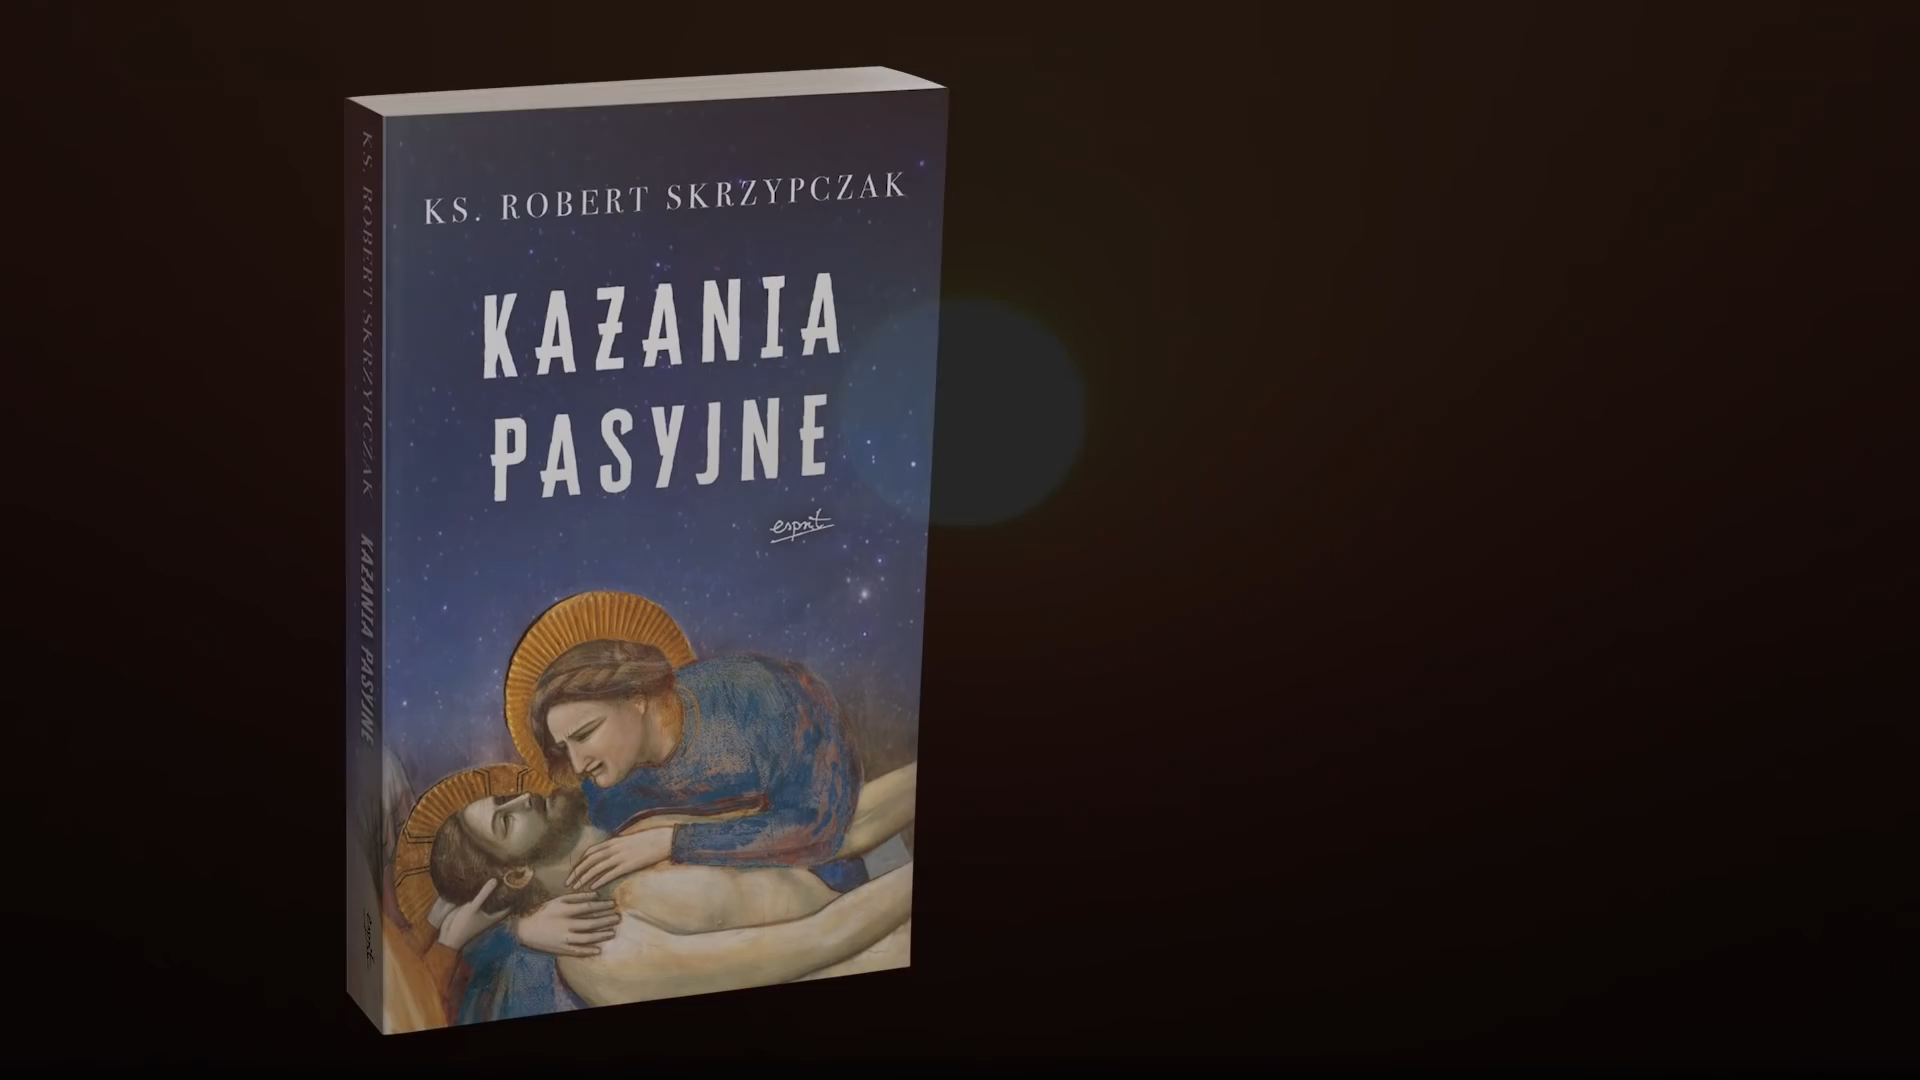 KS. ROBERT SKRZYPCZAK
KAZANIA
PASYJNE
esprit
KS. ROBERT SKRZYPCZAK KAZANIA PASYJNE esprit